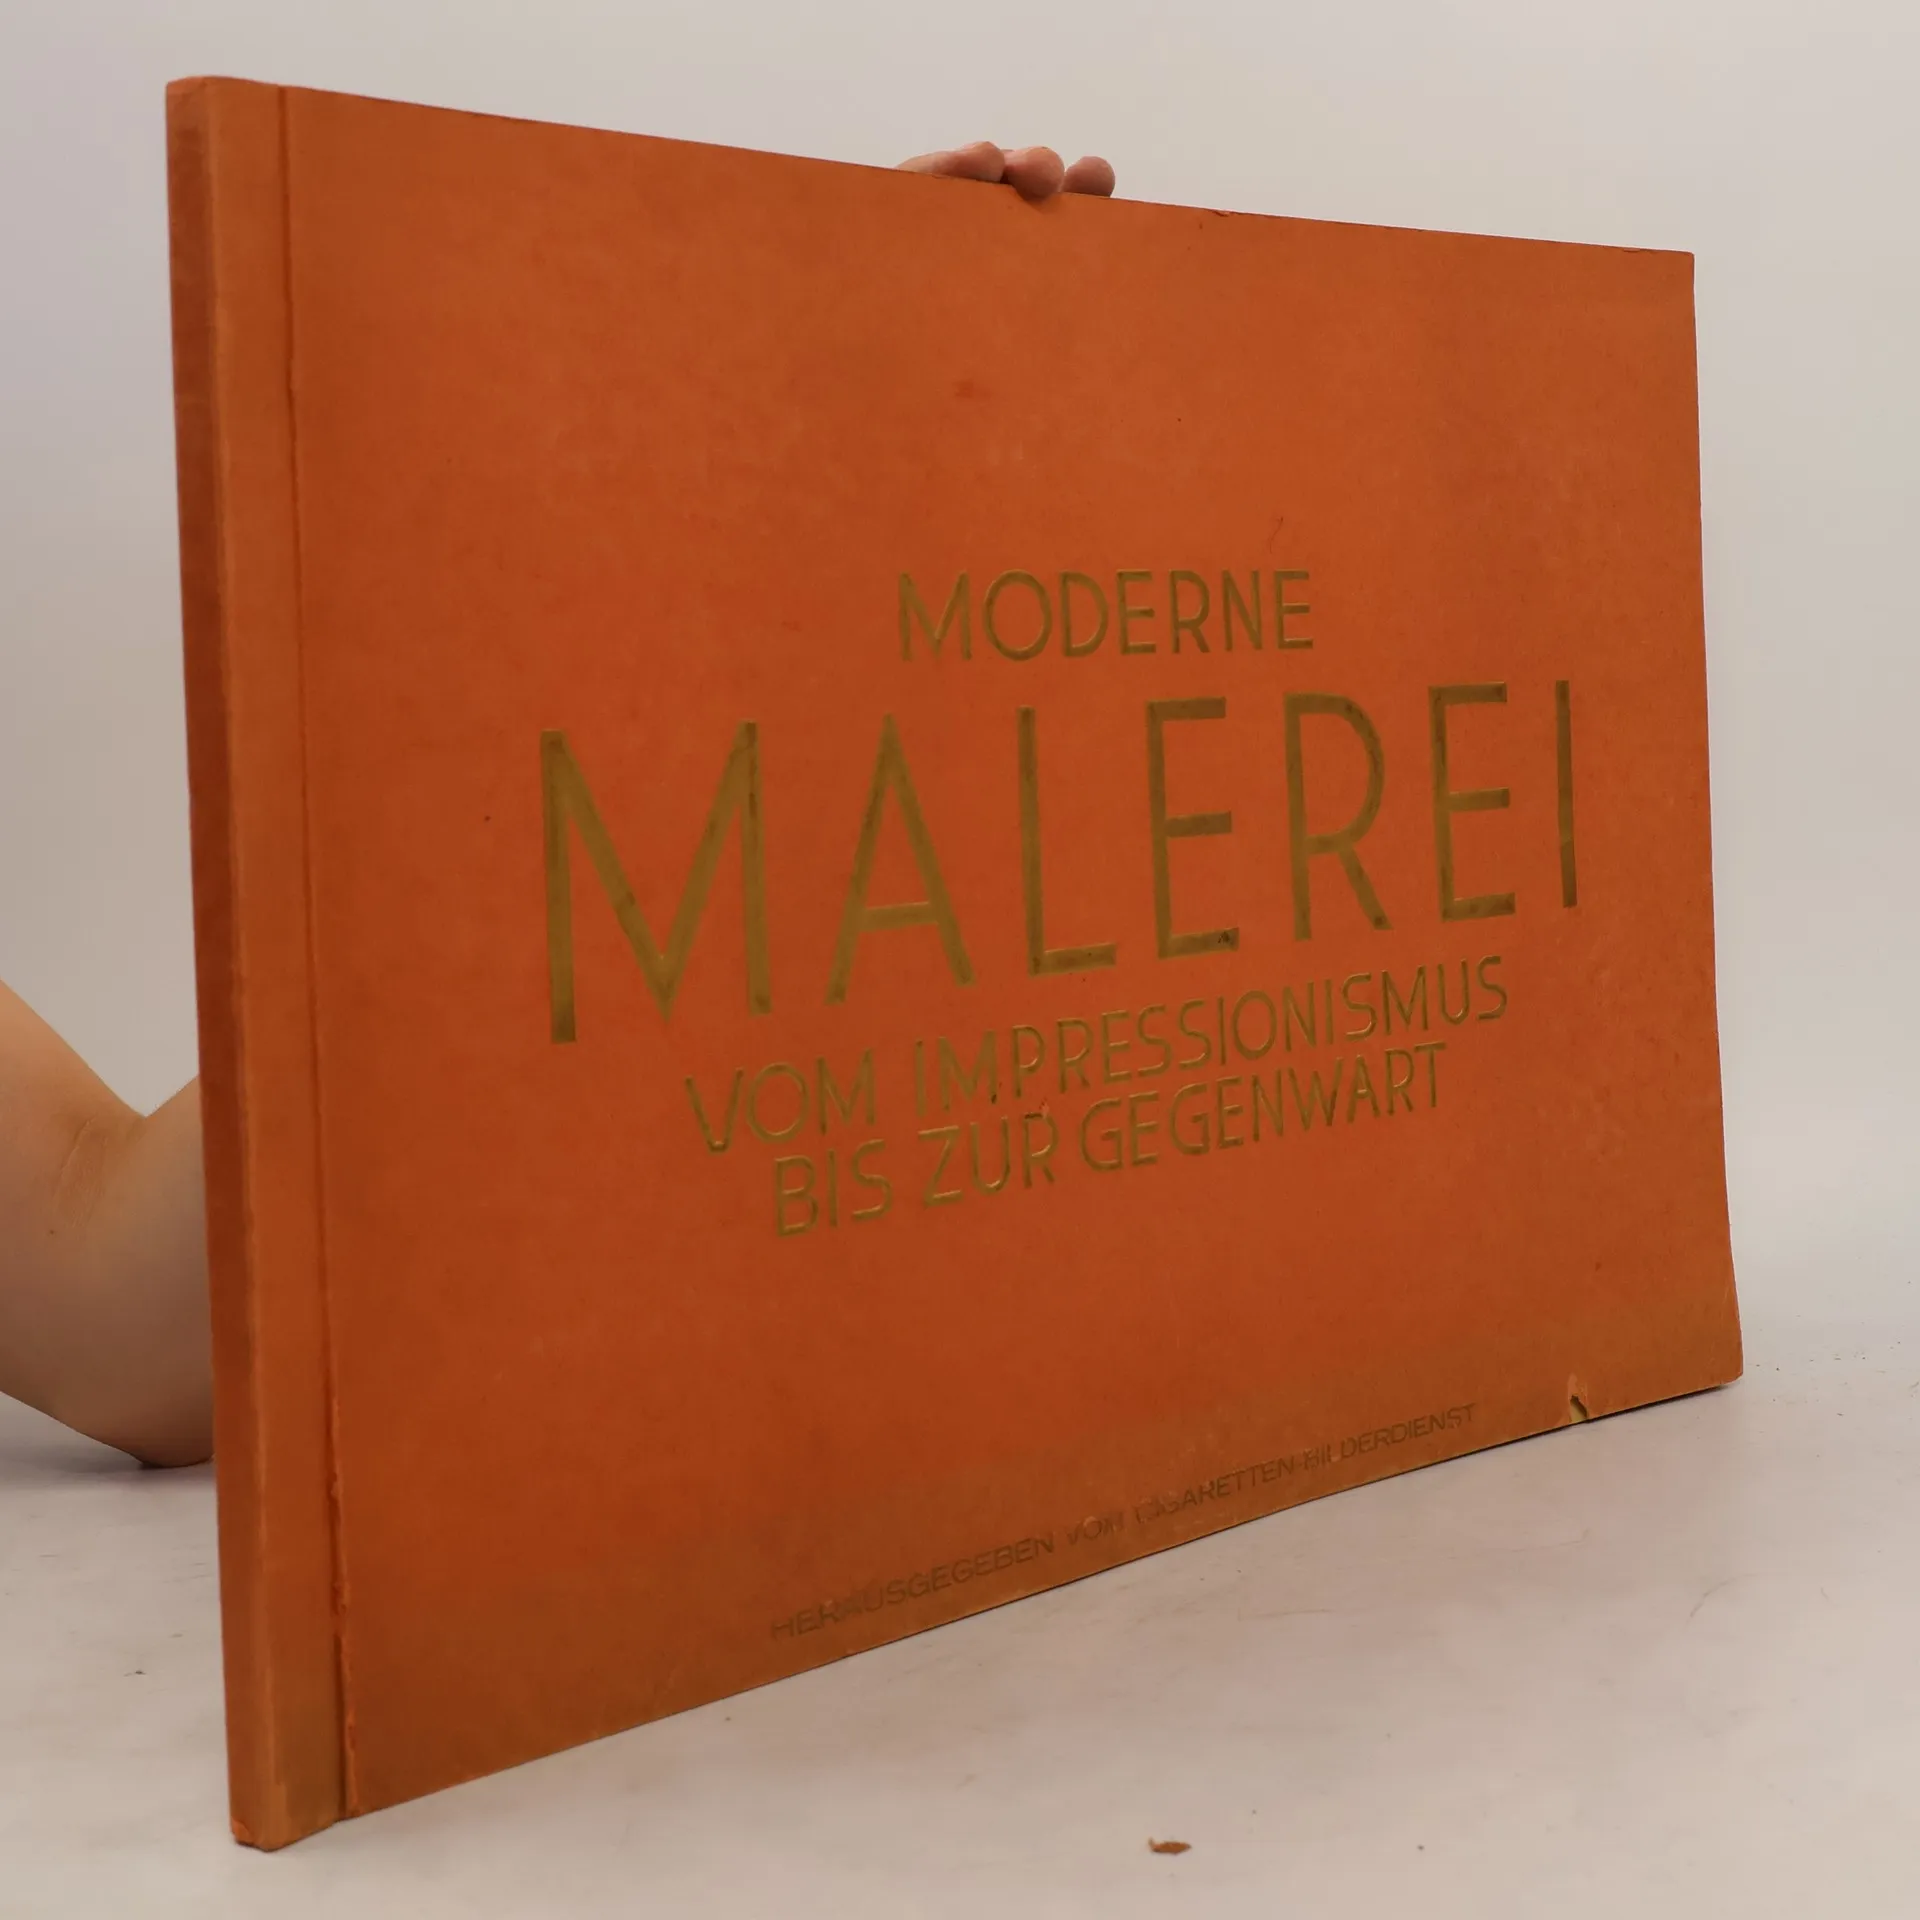 MODERNE
MALEREI
VOM IMPRESSIONISMUS
BIS ZUR GEGENWART
HERAUSGEGEBEN VOM CIGARETTEN-BILDERDIENST